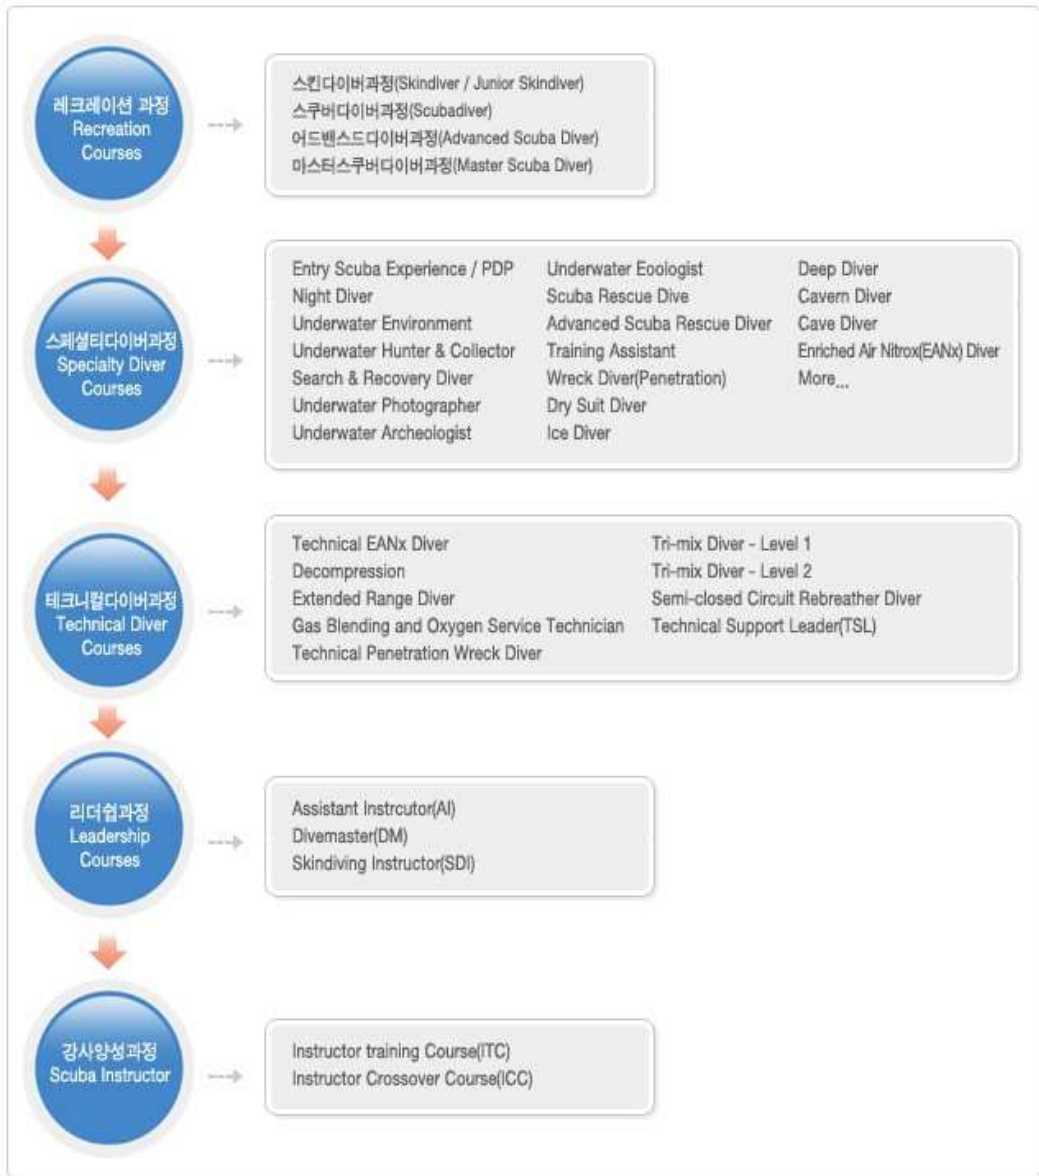 레크레이션 과정
Recreation
Courses
스킨다이버과정(Skindiver / Junior Skindiver)
스쿠버다이버과정(Scubadiver)
어드밴스드다이버과정(Advanced Scuba Diver)
마스터스쿠버다이버과정(Master Scuba Diver)
스페셜티다이버과정
Specialty Diver
Courses
Entry Scuba Experience / PDP
Night Diver
Underwater Environment
Underwater Hunter & Collector
Search & Recovery Diver
Underwater Photographer
Underwater Archeologist
Underwater Eoologist
Scuba Rescue Dive
Advanced Scuba Rescue Diver
Training Assistant
Wreck Diver(Penetration)
Dry Suit Diver
Ice Diver
Deep Diver
Cavern Diver
Cave Diver
Enriched Air Nitrox(EANx) Diver
More...
테크니컬다이버과정
Technical Diver
Courses
Technical EANx Diver
Decompression
Extended Range Diver
Gas Blending and Oxygen Service Technician
Technical Penetration Wreck Diver
Tri-mix Diver - Level 1
Tri-mix Diver - Level 2
Semi-closed Circuit Rebreather Diver
Technical Support Leader(TSL)
리더쉽과정
Leadership
Courses
Assistant Instrcutor(AI)
Divemaster(DM)
Skindiving Instructor(SDI)
강사양성과정
Scuba Instructor
Instructor training Course(ITC)
Instructor Crossover Course(ICC)